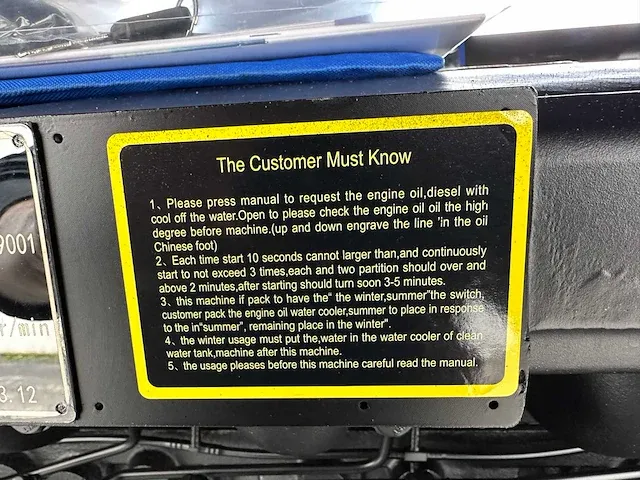 The Customer Must Know
1、Please press manual to request the engine oil,diesel with
cool off the water.Open to please check the engine oil oil the high
degree before machine.(up and down engrave the line 'in the oil
Chinese foot)
2、Each time start 10 seconds cannot larger than,and continuously
start to not exceed 3 times,each and two partition should over and
above 2 minutes,after starting should turn soon 3-5 minutes.
3、this machine if pack to have the“ the winter,summer”the switch,
customer pack the engine oil water cooler,summer to place in response
to the in“summer”, remaining place in the winter”.
4、the winter usage must put the,water in the water cooler of clean
water tank,machine after this machine.
5、the usage pleases before this machine careful read the manual.
9001
r/min
3.12